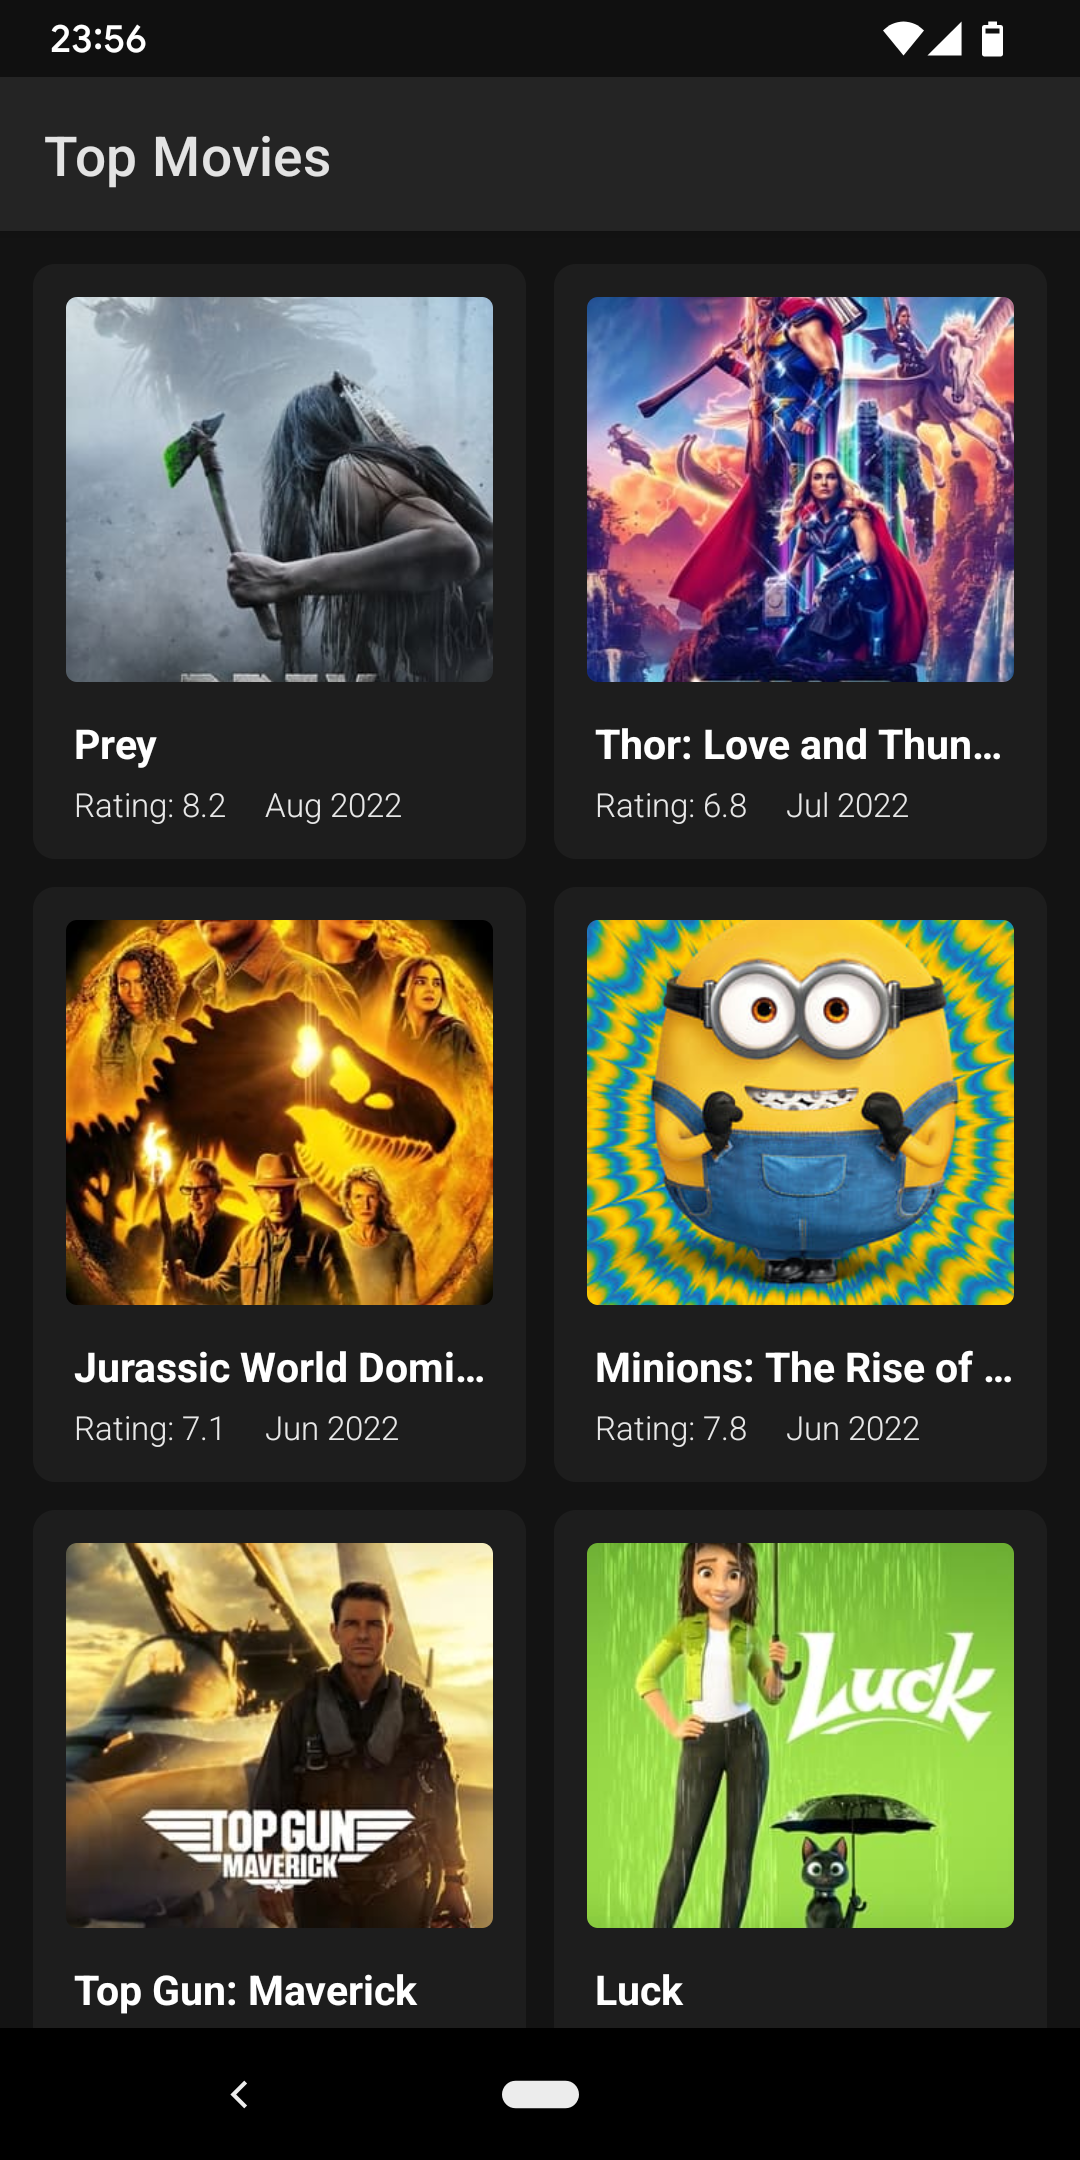 23:56
Top Movies
Prey
Rating: 8.2 Aug 2022
Thor: Love and Thun...
Rating: 6.8 Jul 2022
Jurassic World Domi...
Rating: 7.1 Jun 2022
Minions: The Rise of ...
Rating: 7.8 Jun 2022
TOP GUN
MAVERICK
Top Gun: Maverick
Luck
Luck